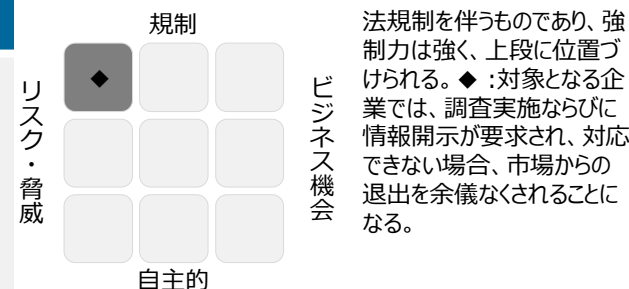 規制
◆
リスク・脅威
ビジネス機会
自主的
法規制を伴うものであり、強
制力は強く、上段に位置づ
けられる。◆ :対象となる企
業では、調査実施ならびに
情報開示が要求され、対応
できない場合、市場からの
退出を余儀なくされることに
なる。